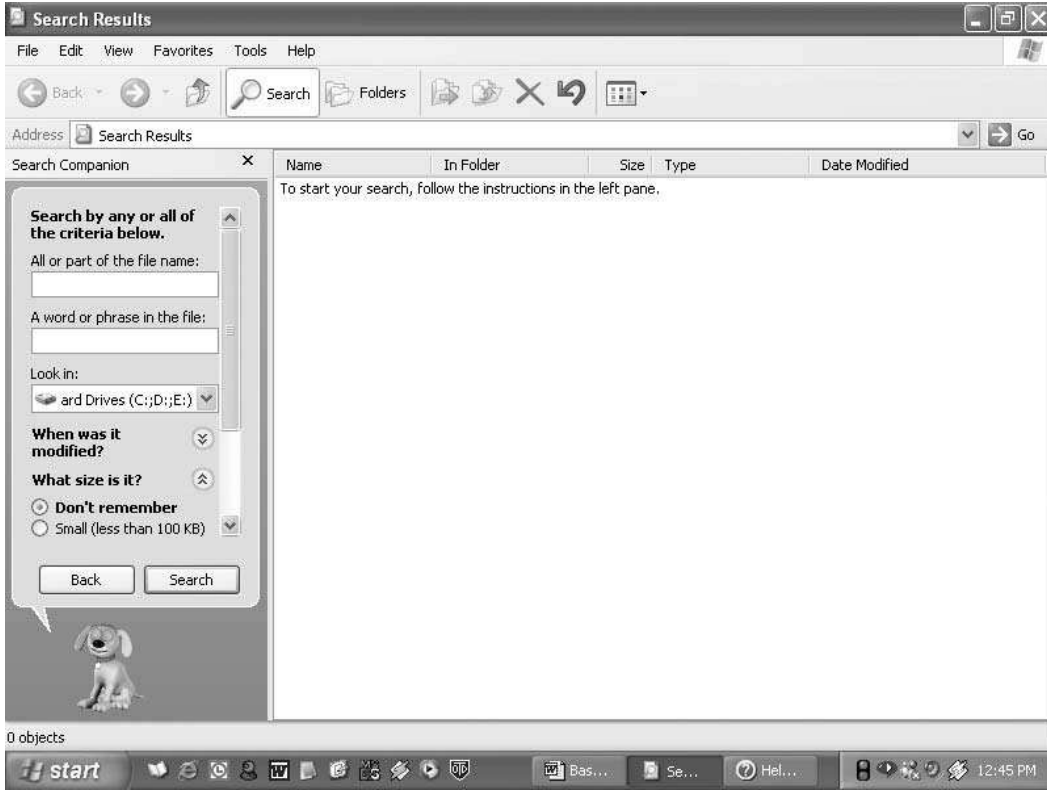 Search Results
File Edit View Favorites Tools Help
Back Search Folders
Address Search Results Go
Search Companion
Name In Folder Size Type Date Modified
To start your search, follow the instructions in the left pane.
Search by any or all of
the criteria below.
All or part of the file name:
A word or phrase in the file:
Look in:
ard Drives (C:;D:;E:)
When was it
modified?
What size is it?
Don't remember
Small (less than 100 KB)
Back Search
0 objects
start Bas... Se... Hel... 12:45 PM